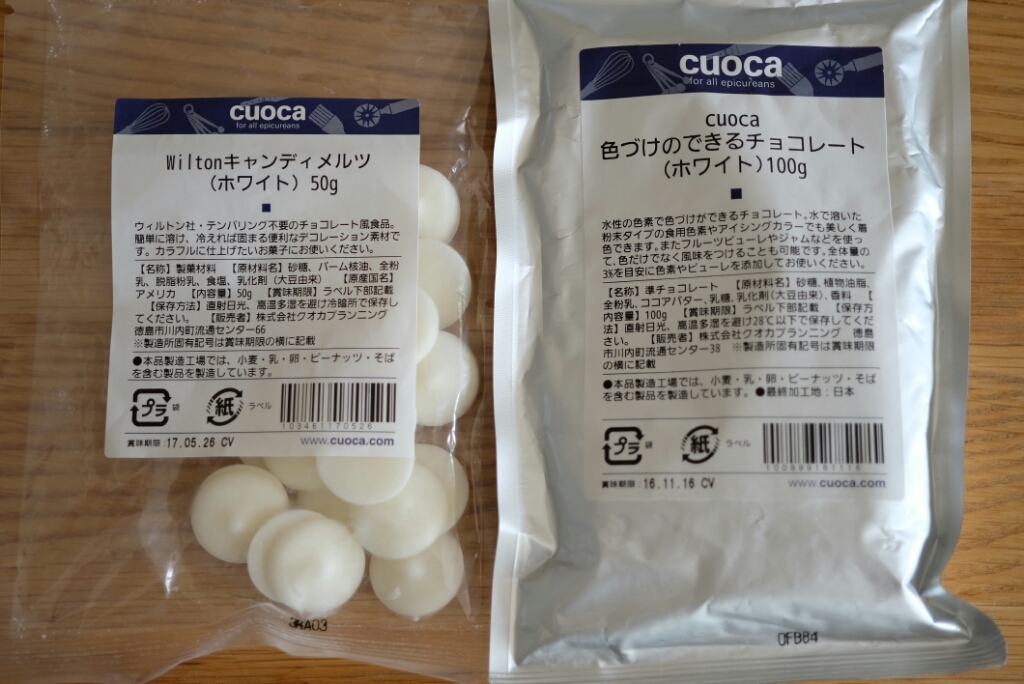 cuoca
for all epicureans
Wiltonキャンディメルツ
(ホワイト) 50g
ウィルトン社・テンパリング不要のチョコレート風食品。
簡単に溶け、冷えれば固まる便利なデコレーション素材で
す。カラフルに仕上げたいお菓子にお使いください。
【名称】製菓材料 【原材料名】砂糖、パーム核油、全粉
乳、脱脂粉乳、食塩、乳化剤(大豆由来) 【原産国名】
アメリカ 【内容量】50g 【賞味期限】ラベル下部記載
【保存方法】直射日光、高温多湿を避け冷暗所で保存し
てください。 【販売者】株式会社クオカプランニング
徳島市川内町流通センター66
※製造所固有記号は賞味期限の横に記載
●本品製造工場では、小麦・乳・卵・ピーナッツ・そば
を含む製品を製造しています。
プラ 袋 紙 ラベル
103461170526
賞味期限:17.05.26 CV www.cuoca.com
3RA03
cuoca
for all epicureans
cuoca
色づけのできるチョコレート
(ホワイト)100g
水性の色素で色づけができるチョコレート。水で溶いた
粉末タイプの食用色素やアイシングカラーでも美しく着
色できます。またフルーツピューレやジャムなどを使っ
て、色だけでなく風味をつけることも可能です。全体量の
3%を目安に色素やピューレを添加してお使いください。
【名称】準チョコレート 【原材料名】砂糖、植物油脂、
全粉乳、ココアバター、乳糖、乳化剤(大豆由来)、香料 【
内容量】100g 【賞味期限】ラベル下部記載 【保存方
法】直射日光、高温多湿を避け28℃以下で保存してくだ
さい。 【販売者】株式会社クオカプランニング 徳島
市川内町流通センター38 ※製造所固有記号は賞味期限
の横に記載
●本品製造工場では、小麦・乳・卵・ピーナッツ・そば
を含む製品を製造しています。●最終加工地:日本
プラ 袋 紙 ラベル
100999161116
賞味期限:16.11.16 CV www.cuoca.com
0FB84